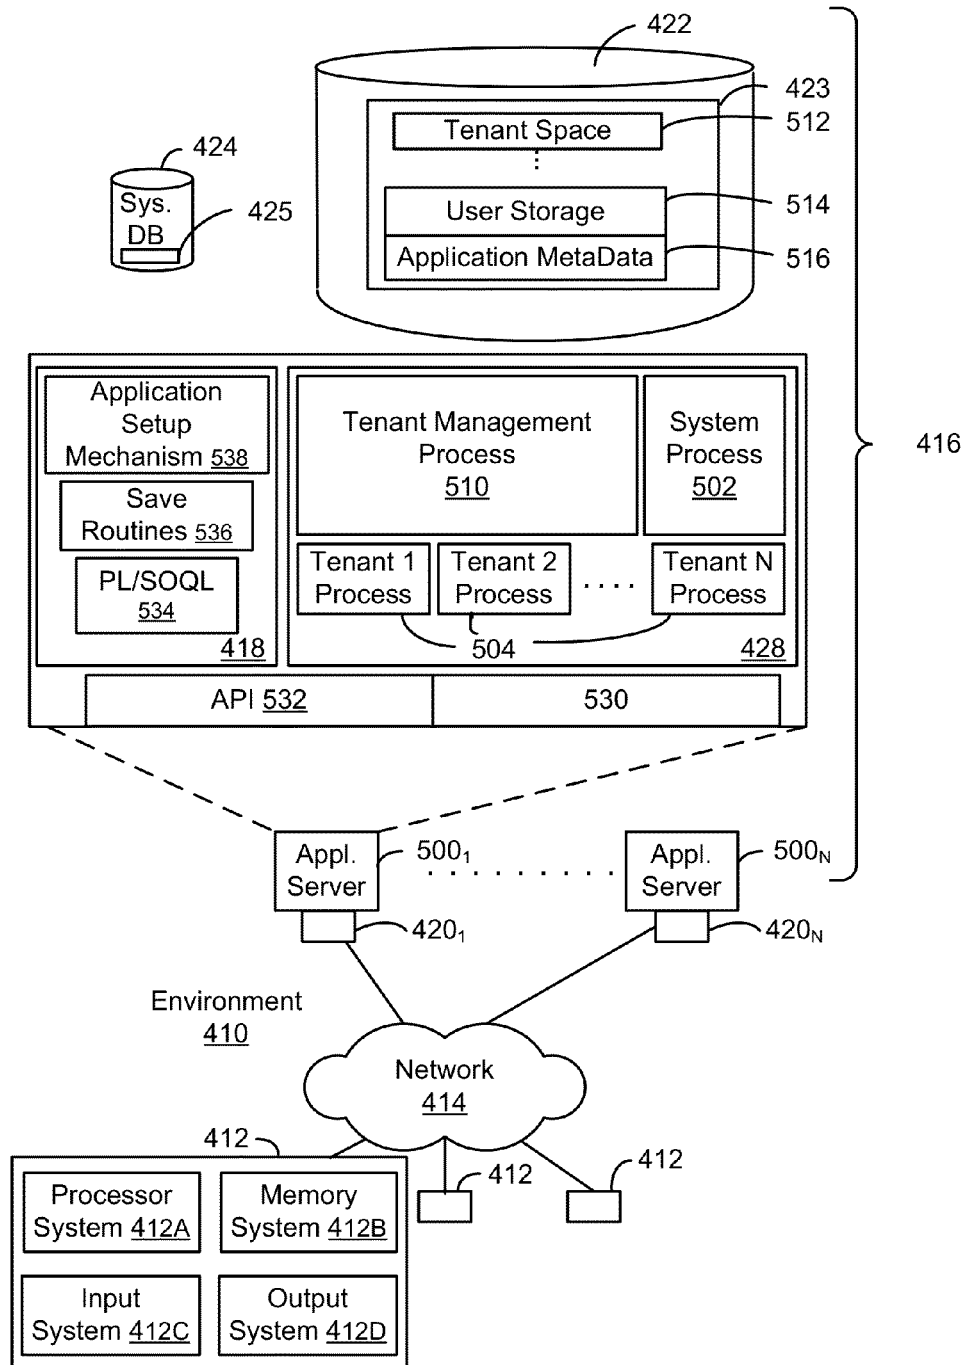 422
423
Tenant Space
512
424
Sys.
DB
425
User Storage
514
Application MetaData
516
416
Application
Setup
Mechanism 538
Save
Routines 536
PL/SOQL
534
418
Tenant Management
Process
510
System
Process
502
Tenant 1
Process
Tenant 2
Process
Tenant N
Process
504
428
API 532
530
Appl.
Server
500₁
Appl.
Server
500N
420₁
420N
Environment
410
Network
414
412
412
412
Processor
System 412A
Memory
System 412B
Input
System 412C
Output
System 412D